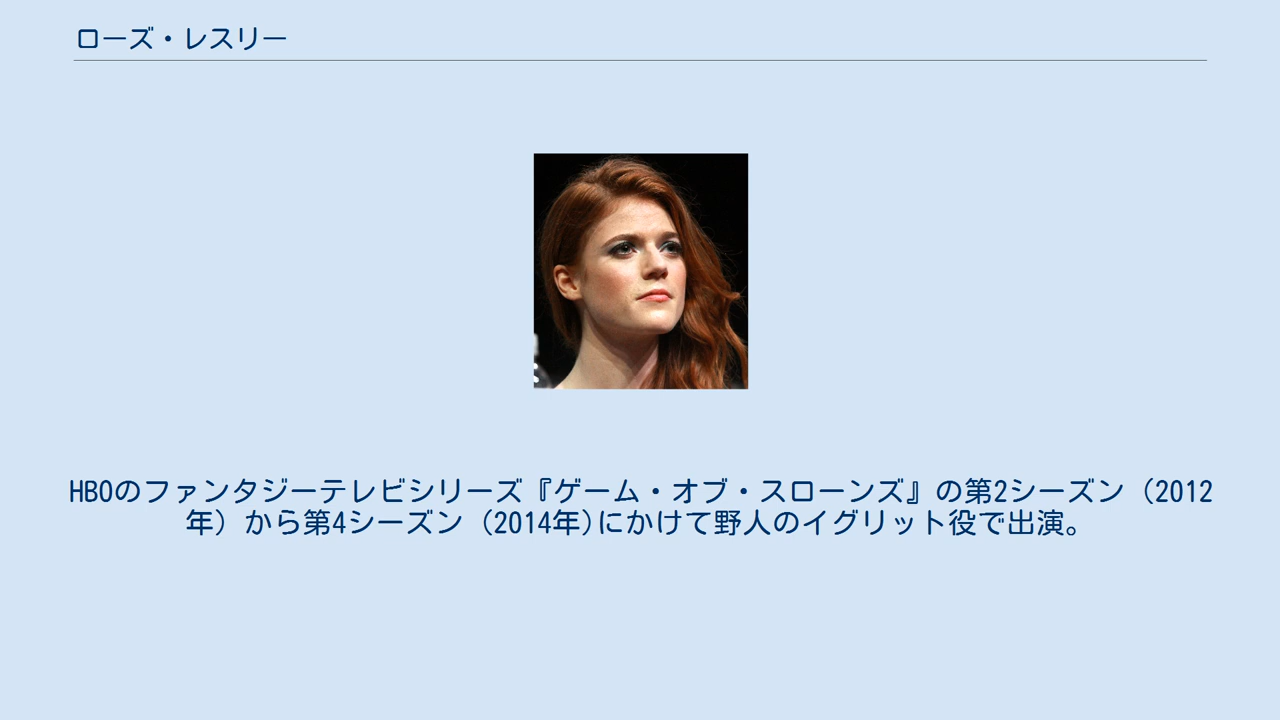 ローズ・レスリー
HBOのファンタジーテレビシリーズ『ゲーム・オブ・スローンズ』の第2シーズン（2012
年）から第4シーズン（2014年)にかけて野人のイグリット役で出演。